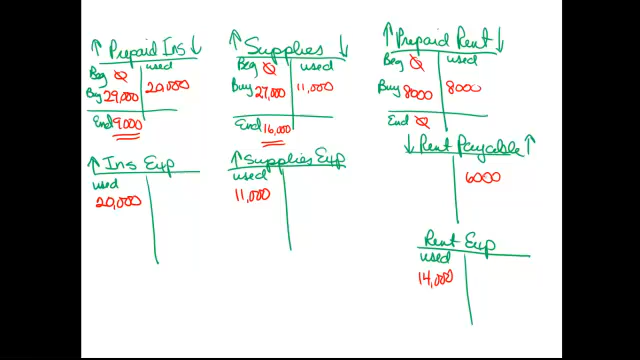 ↑ Prepaid Ins ↓
Beg Ø used
Buy 29,000 20,000
End 9,000
↑ Ins Exp
used
20,000
↑ Supplies ↓
Beg Ø used
Buy 27,000 11,000
End 16,000
↑ Supplies Exp
used
11,000
↑ Prepaid Rent ↓
Beg Ø used
Buy 8000 8000
End Ø
↓ Rent Payable ↑
6000
Rent Exp
used
14,000